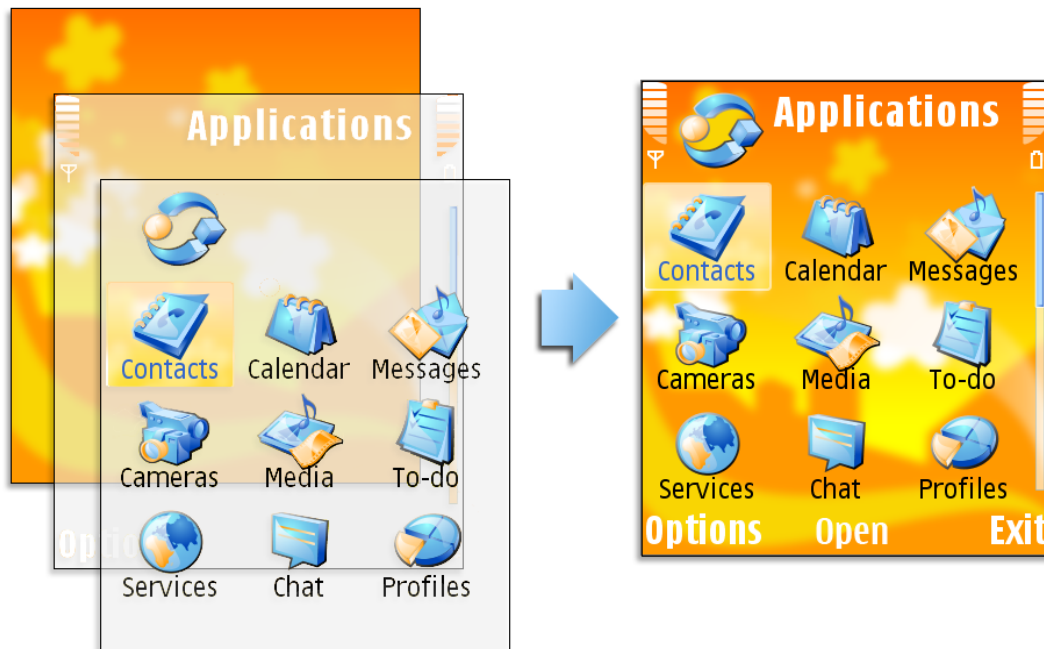 Applications
Contacts Calendar Messages
Cameras Media To-do
Options
Services Chat Profiles
Applications
Contacts Calendar Messages
Cameras Media To-do
Services Chat Profiles
Options Open Exit